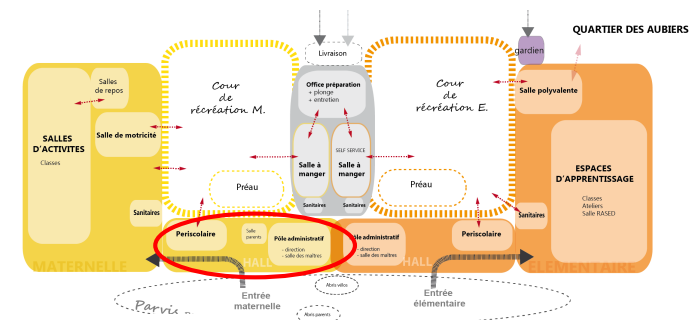 QUARTIER DES AUBIERS
Livraison
gardien
Cour
de
récréation M.
Office préparation
+ plonge
+ entretien
Cour
de
récréation E.
Salles
de repos
Salle polyvalente
SALLES
D'ACTIVITES
Classes
Salle de motricité
SELF SERVICE
Salle à
manger
Salle à
manger
ESPACES
D'APPRENTISSAGE
Classes
Ateliers
Salle RASED
Préau
Préau
Sanitaires
Sanitaires
Sanitaires
Sanitaires
Periscolaire
Salle
parents
Pôle administratif
- direction
- salle des maîtres
Pôle administratif
- direction
- salle des maîtres
Periscolaire
MATERNELLE
HALL
HALL
ELEMENTAIRE
Entrée
maternelle
Abris vélos
Entrée
élémentaire
Parvis
Abris parents